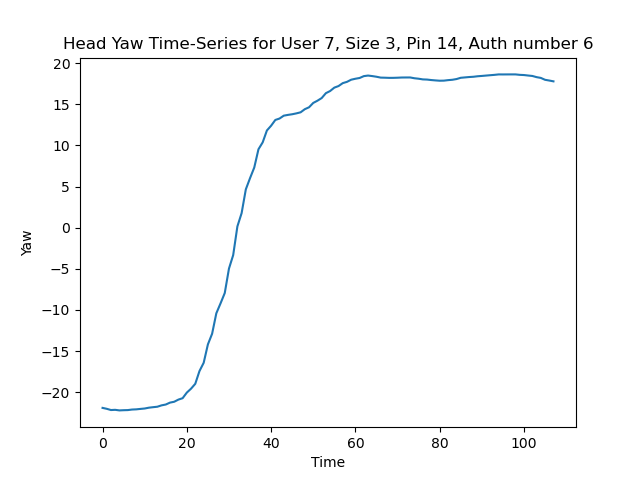 Head Yaw Time-Series for User 7, Size 3, Pin 14, Auth number 6
20
15
10
5
0
−5
−10
−15
−20
Yaw
0 20 40 60 80 100
Time